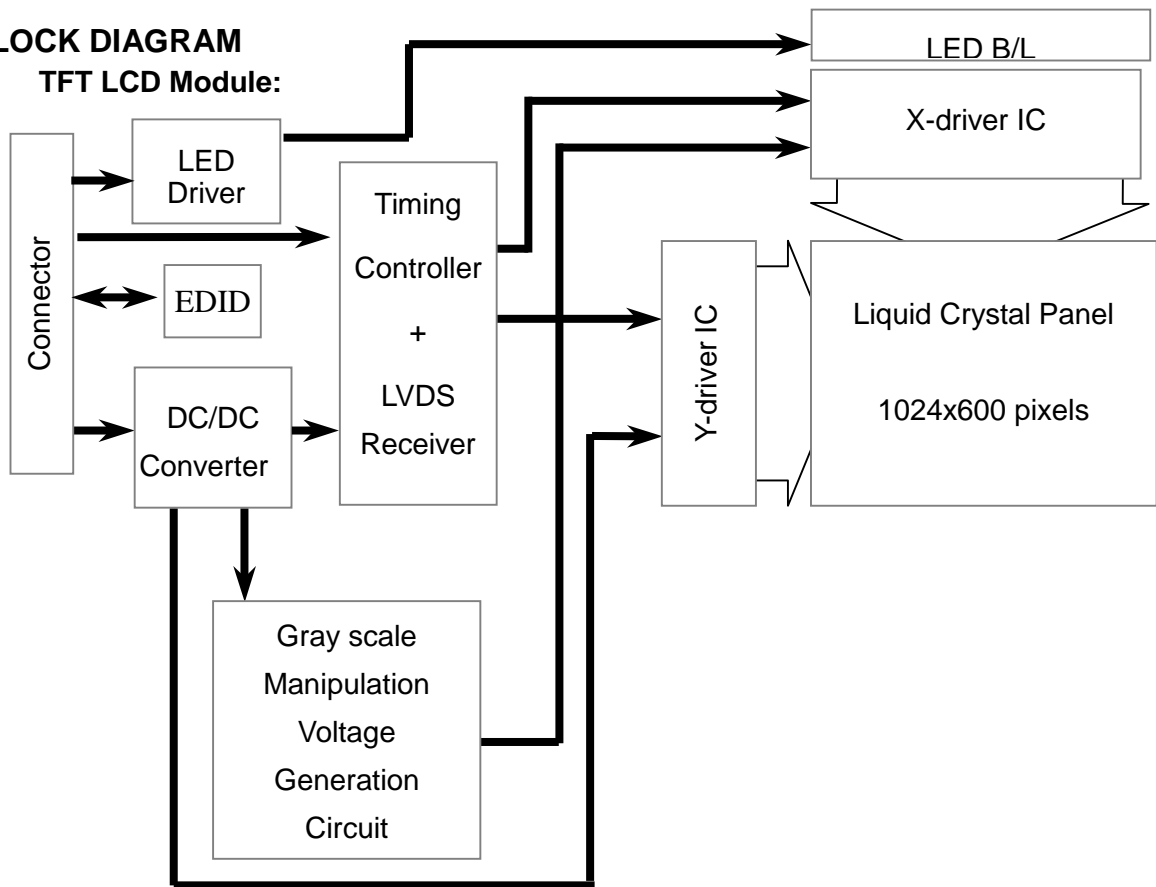 LOCK DIAGRAM
TFT LCD Module:
LED B/L
X-driver IC
LED
Driver
Timing
Controller
+
LVDS
Receiver
Connector
EDID
DC/DC
Converter
Y-driver IC
Liquid Crystal Panel
1024x600 pixels
Gray scale
Manipulation
Voltage
Generation
Circuit